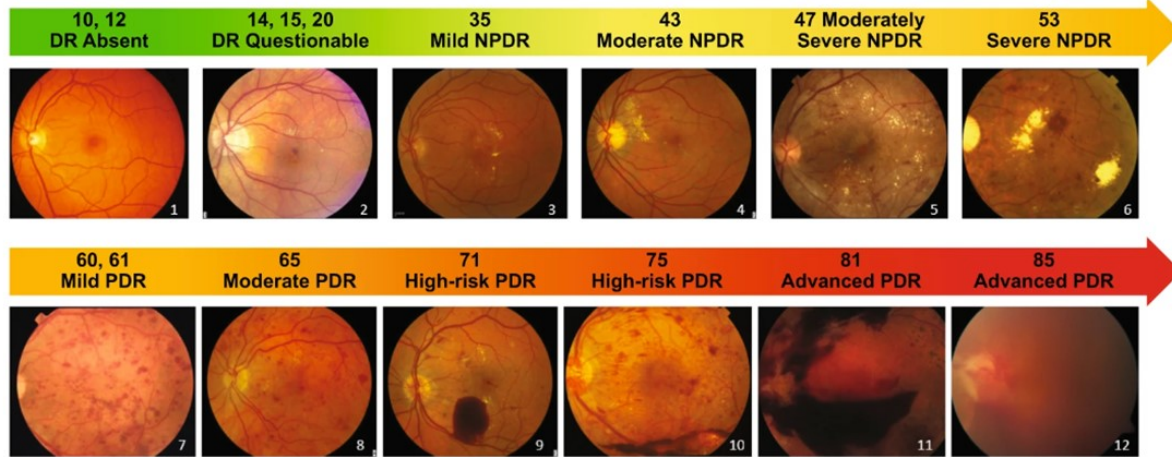 10, 12
DR Absent
14, 15, 20
DR Questionable
35
Mild NPDR
43
Moderate NPDR
47 Moderately
Severe NPDR
53
Severe NPDR
1
2
3
4
5
6
60, 61
Mild PDR
65
Moderate PDR
71
High-risk PDR
75
High-risk PDR
81
Advanced PDR
85
Advanced PDR
7
8
9
10
11
12